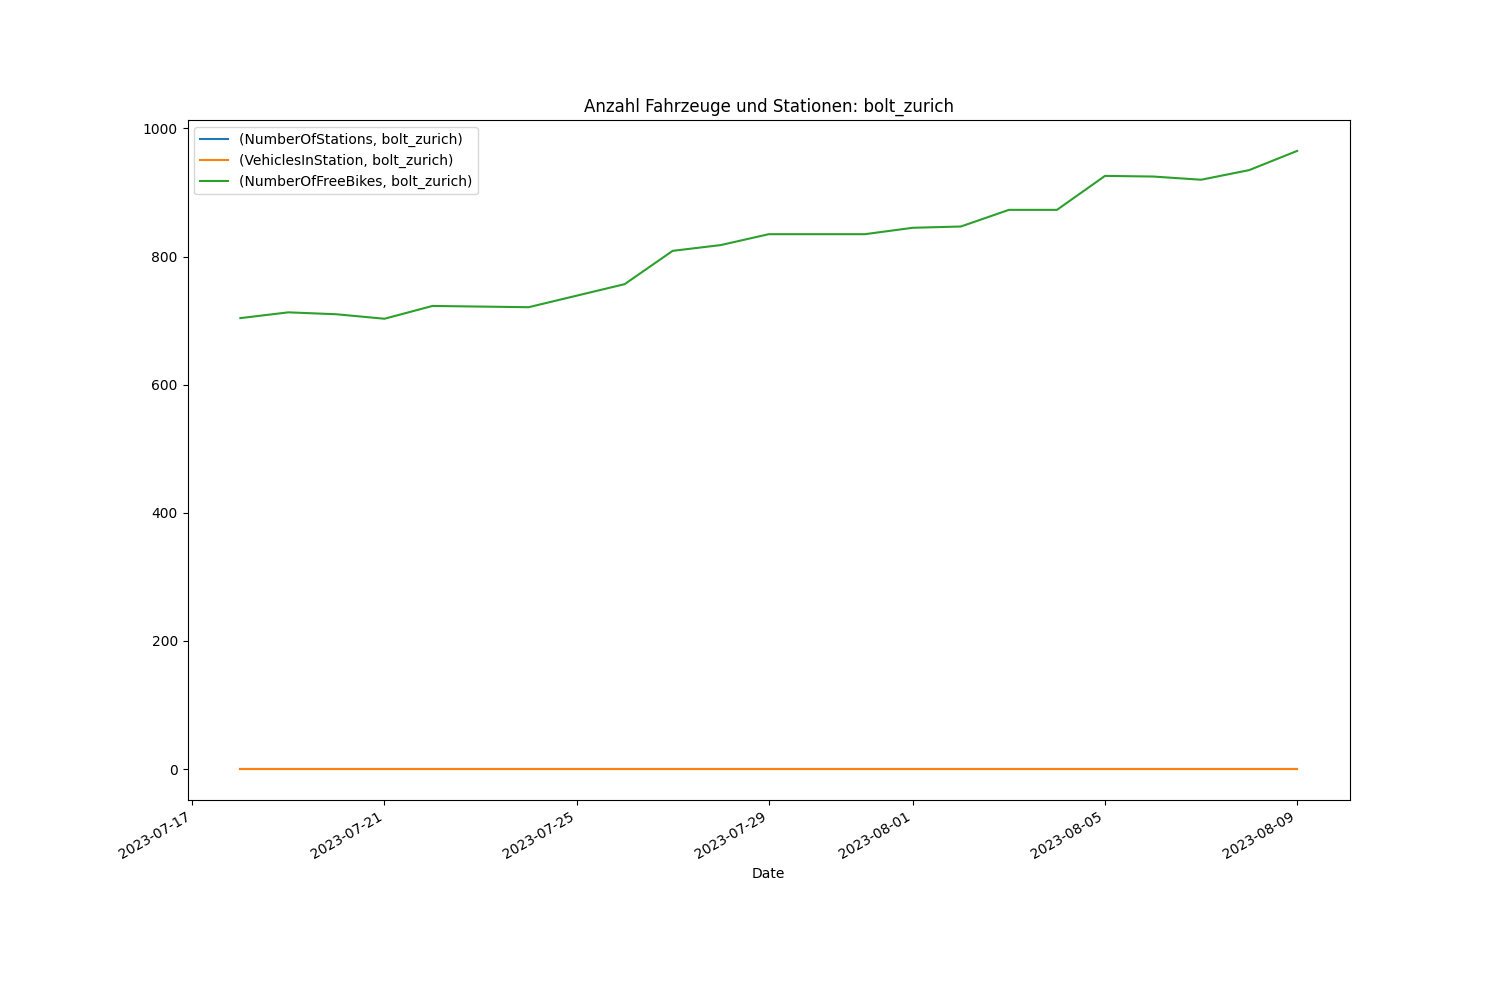 Anzahl Fahrzeuge und Stationen: bolt_zurich
(NumberOfStations, bolt_zurich)
(VehiclesInStation, bolt_zurich)
(NumberOfFreeBikes, bolt_zurich)
1000
800
600
400
200
0
2023-07-17
2023-07-21
2023-07-25
2023-07-29
2023-08-01
2023-08-05
2023-08-09
Date